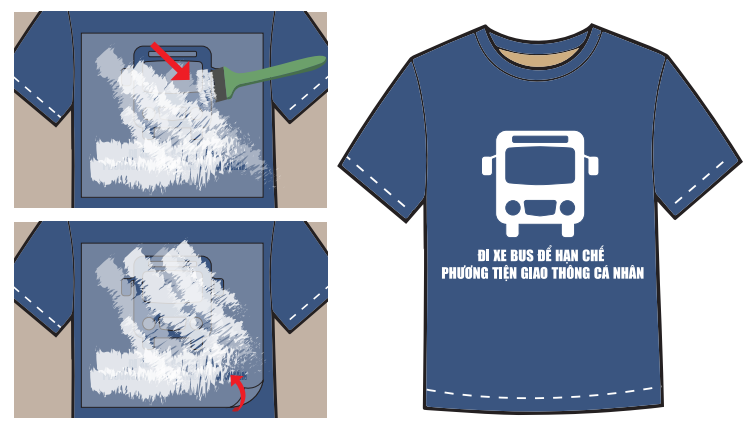 ĐI XE BUS ĐỂ HẠN CHẾ
PHƯƠNG TIỆN GIAO THÔNG CÁ NHÂN